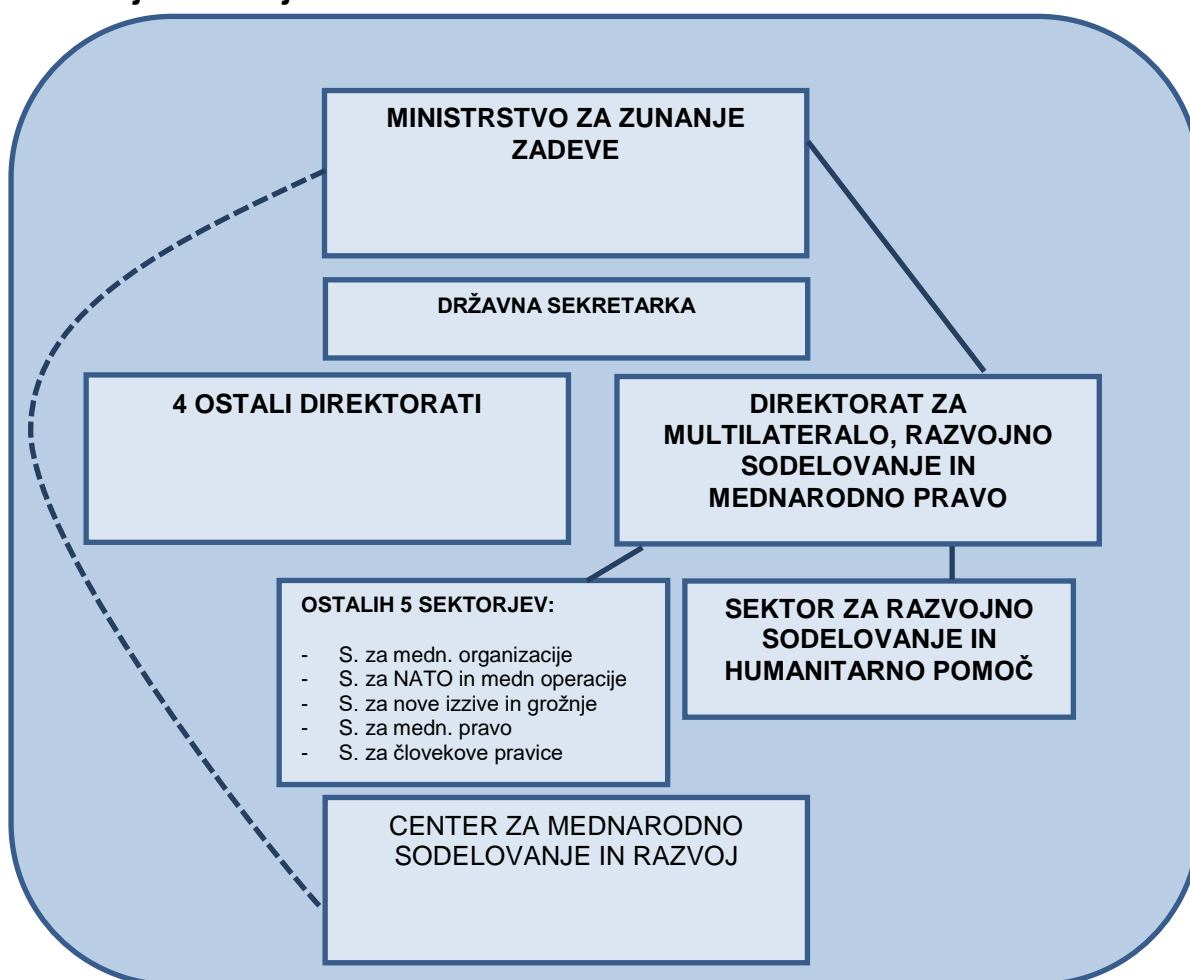 MINISTRSTVO ZA ZUNANJE
ZADEVE
DRŽAVNA SEKRETARKA
4 OSTALI DIREKTORATI
DIREKTORAT ZA
MULTILATERALO, RAZVOJNO
SODELOVANJE IN
MEDNARODNO PRAVO
OSTALIH 5 SEKTORJEV:
- S. za medn. organizacije
- S. za NATO in medn operacije
- S. za nove izzive in grožnje
- S. za medn. pravo
- S. za človekove pravice
SEKTOR ZA RAZVOJNO
SODELOVANJE IN
HUMANITARNO POMOČ
CENTER ZA MEDNARODNO
SODELOVANJE IN RAZVOJ